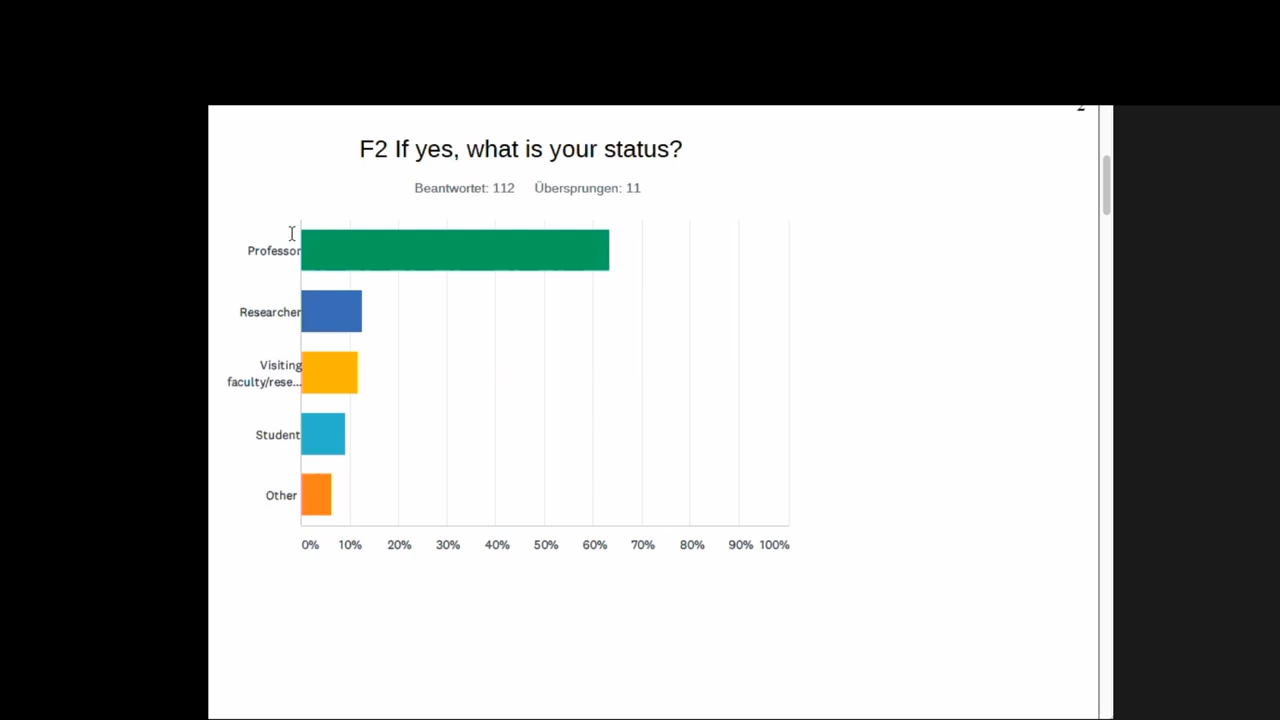 2
F2 If yes, what is your status?
Beantwortet: 112 Übersprungen: 11
Professor
Researcher
Visiting
faculty/rese...
Student
Other
0% 10% 20% 30% 40% 50% 60% 70% 80% 90% 100%